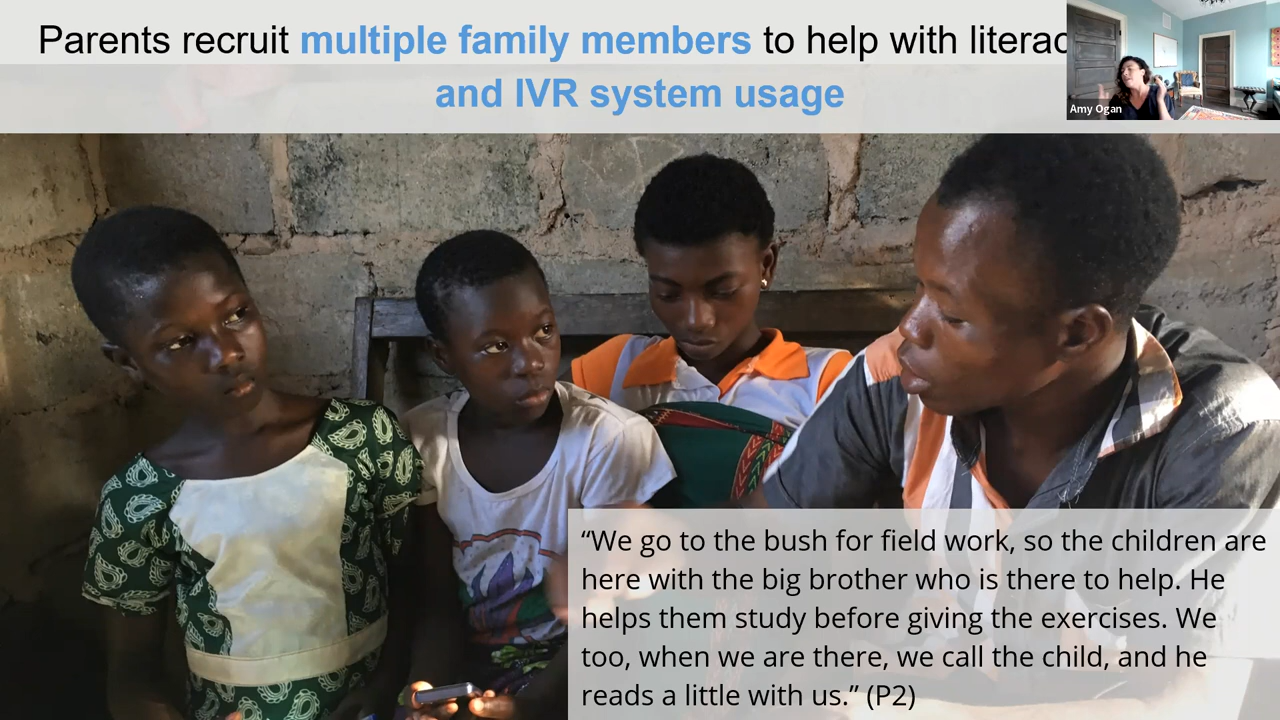 Parents recruit multiple family members to help with
and IVR system usage
Amy Ogan
“We go to the bush for field work, so the children are
here with the big brother who is there to help. He
helps them study before giving the exercises. We
too, when we are there, we call the child, and he
reads a little with us.” (P2)